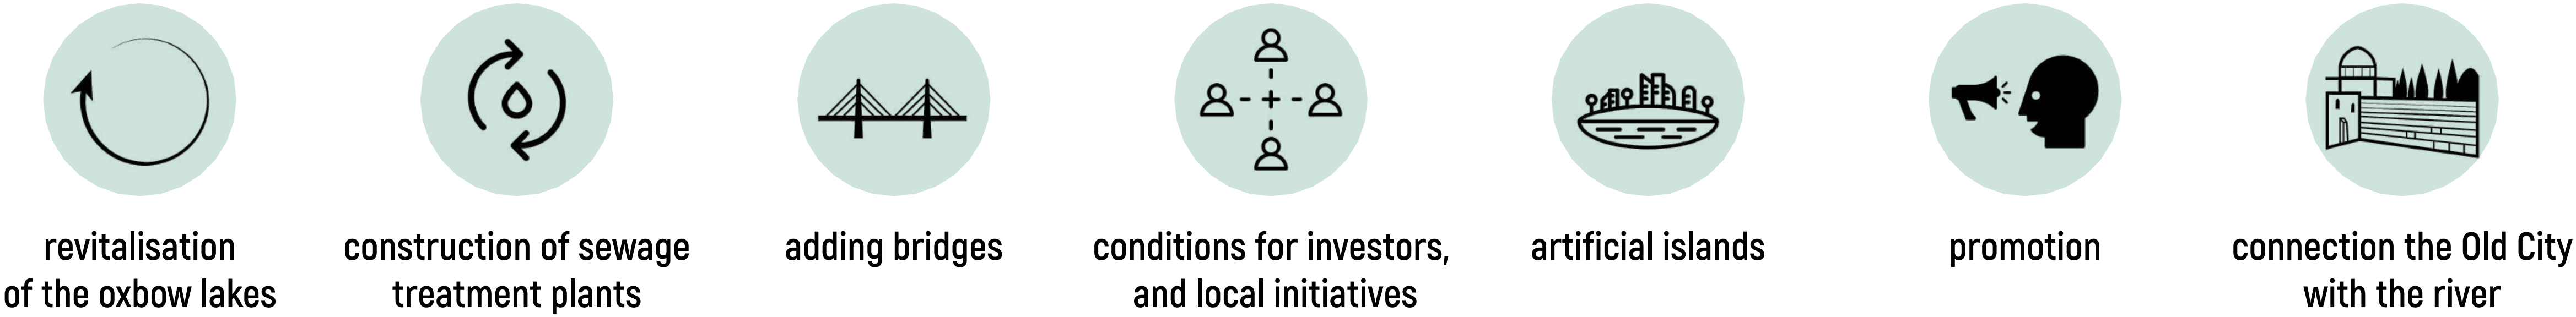 revitalisation
of the oxbow lakes
construction of sewage
treatment plants
adding bridges
conditions for investors,
and local initiatives
artificial islands
promotion
connection the Old City
with the river